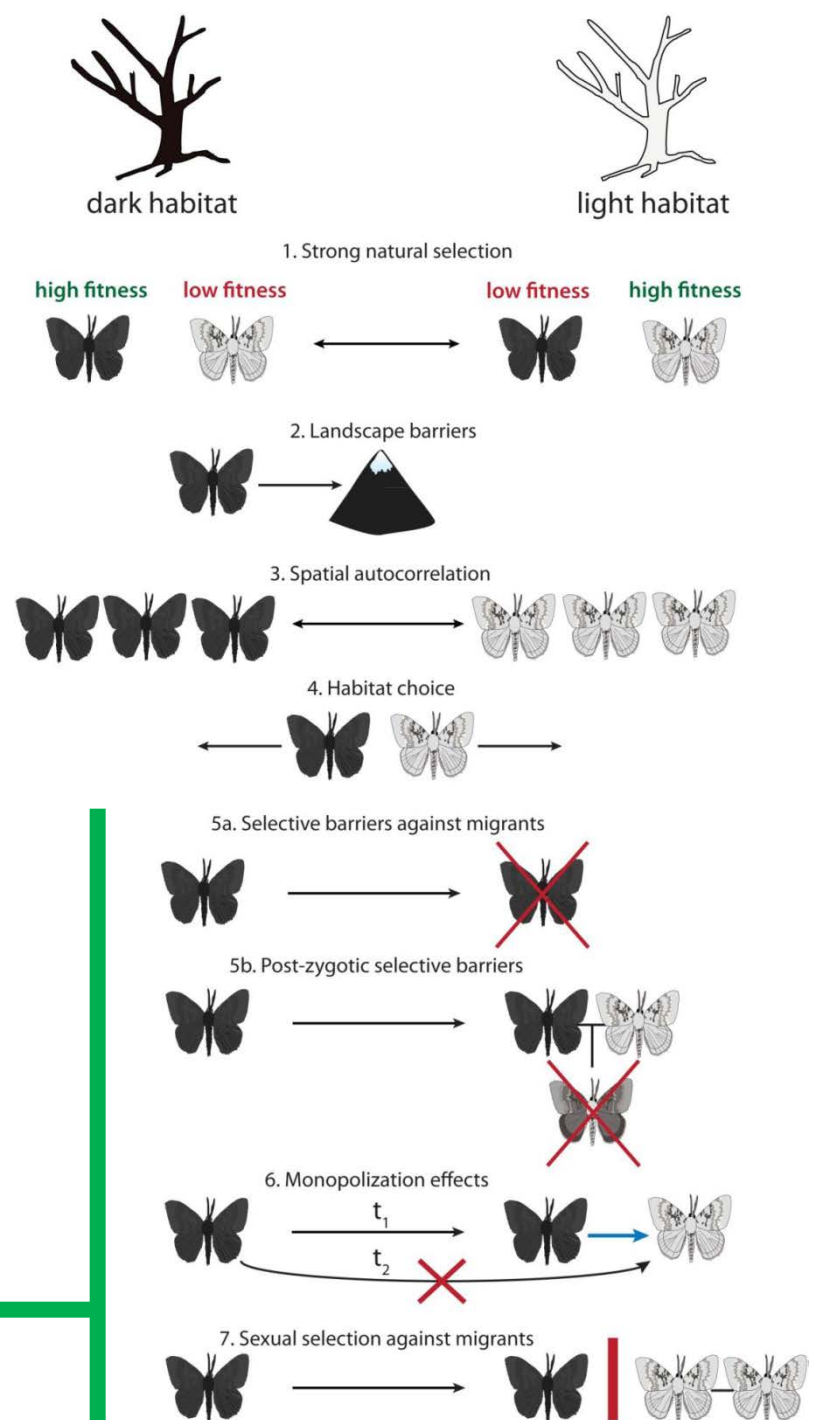 dark habitat
light habitat
1. Strong natural selection
high fitness low fitness low fitness high fitness
2. Landscape barriers
3. Spatial autocorrelation
4. Habitat choice
5a. Selective barriers against migrants
5b. Post-zygotic selective barriers
6. Monopolization effects
t1
t2
7. Sexual selection against migrants